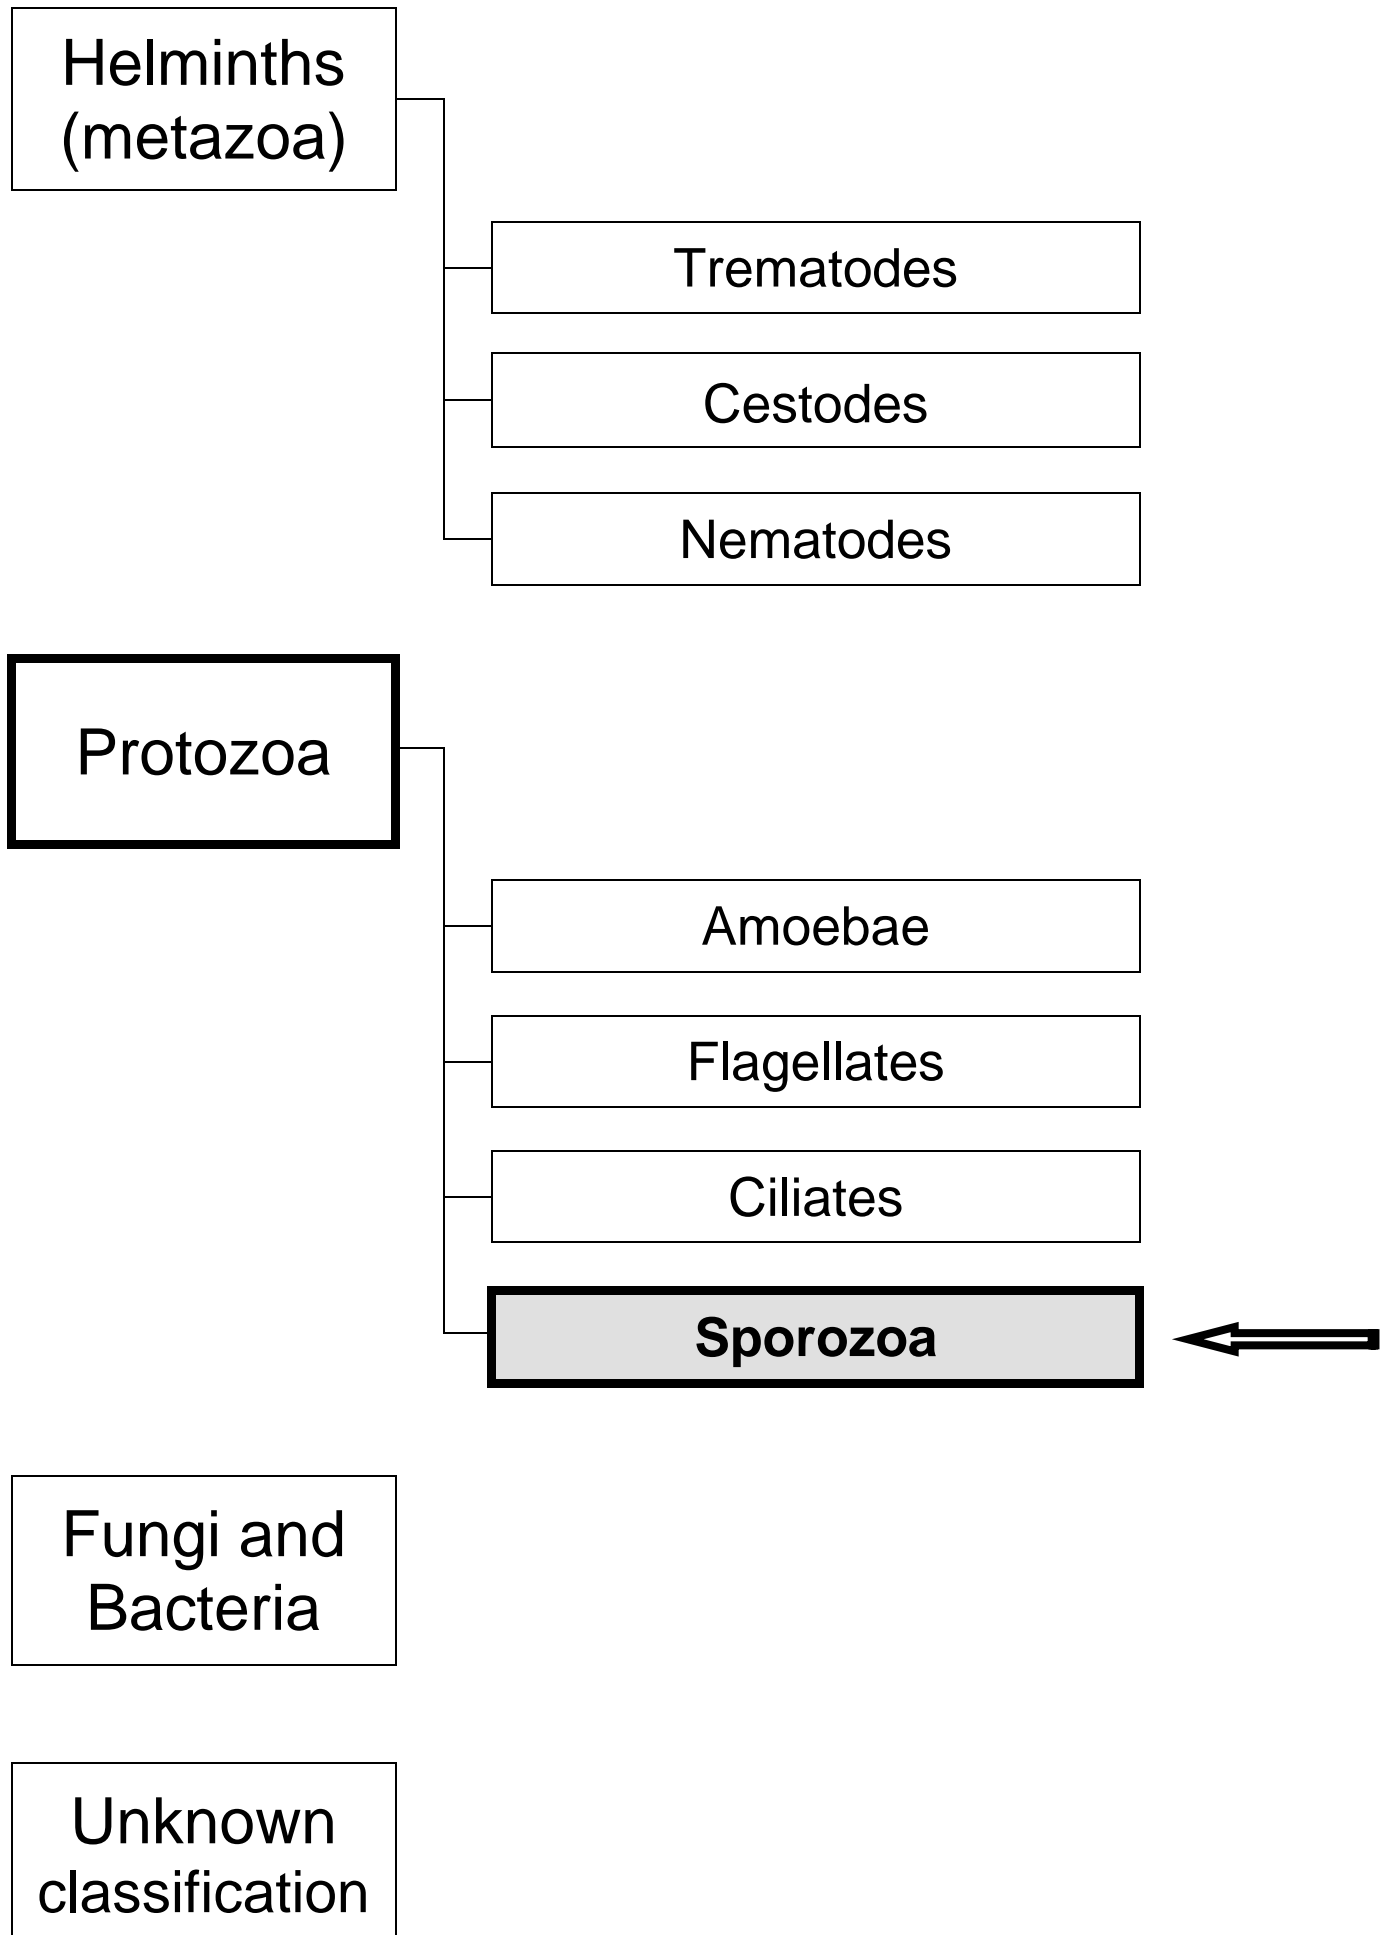 Helminths
(metazoa)
Trematodes
Cestodes
Nematodes
Protozoa
Amoebae
Flagellates
Ciliates
Sporozoa
Fungi and
Bacteria
Unknown
classification